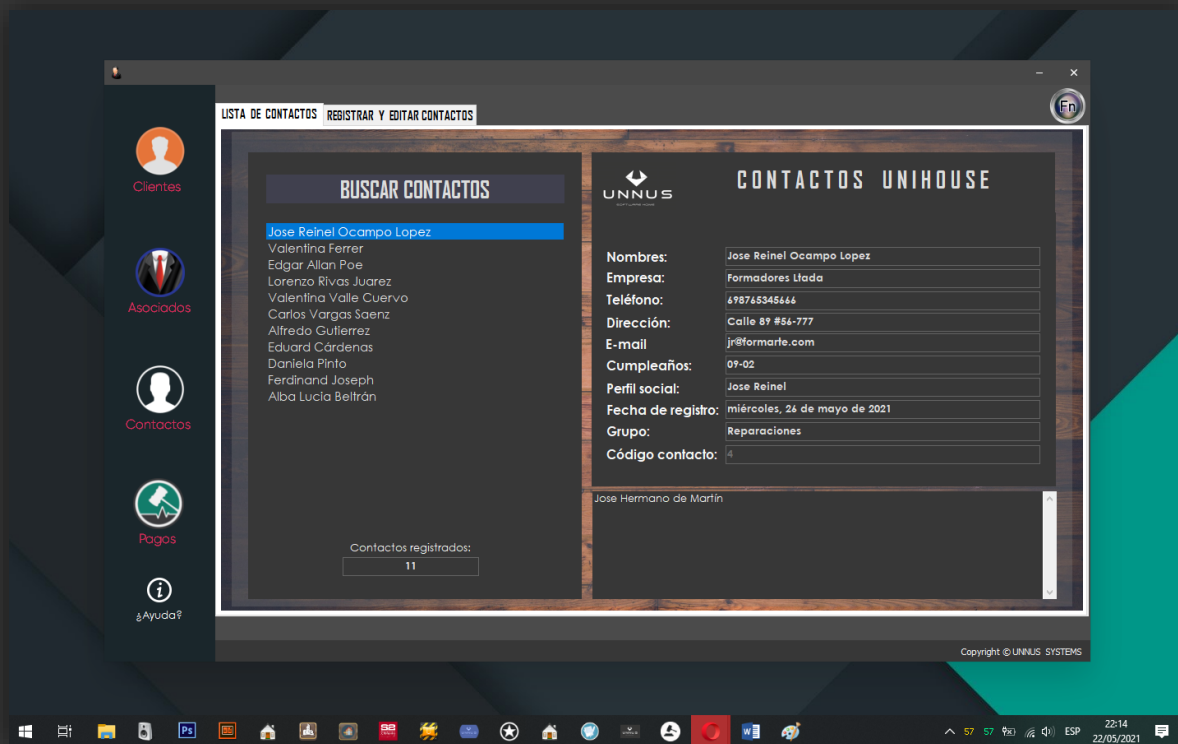 Fn
LISTA DE CONTACTOS
REGISTRAR Y EDITAR CONTACTOS
Clientes
Asociados
Contactos
Pagos
¿Ayuda?
BUSCAR CONTACTOS
Jose Reinel Ocampo Lopez
Valentina Ferrer
Edgar Allan Poe
Lorenzo Rivas Juarez
Valentina Valle Cuervo
Carlos Vargas Saenz
Alfredo Gutierrez
Eduard Cárdenas
Daniela Pinto
Ferdinand Joseph
Alba Lucia Beltrán
Contactos registrados:
11
UNNUS
CONTACTOS UNIHOUSE
Nombres: Jose Reinel Ocampo Lopez
Empresa: Formadores Ltada
Teléfono: 698765345666
Dirección: Calle 89 #56-777
E-mail jr@formarte.com
Cumpleaños: 09-02
Perfil social: Jose Reinel
Fecha de registro: miércoles, 26 de mayo de 2021
Grupo: Reparaciones
Código contacto: 4
Jose Hermano de Martín
Copyright © UNNUS SYSTEMS
Ps
57 57 ESP
22:14
22/05/2021